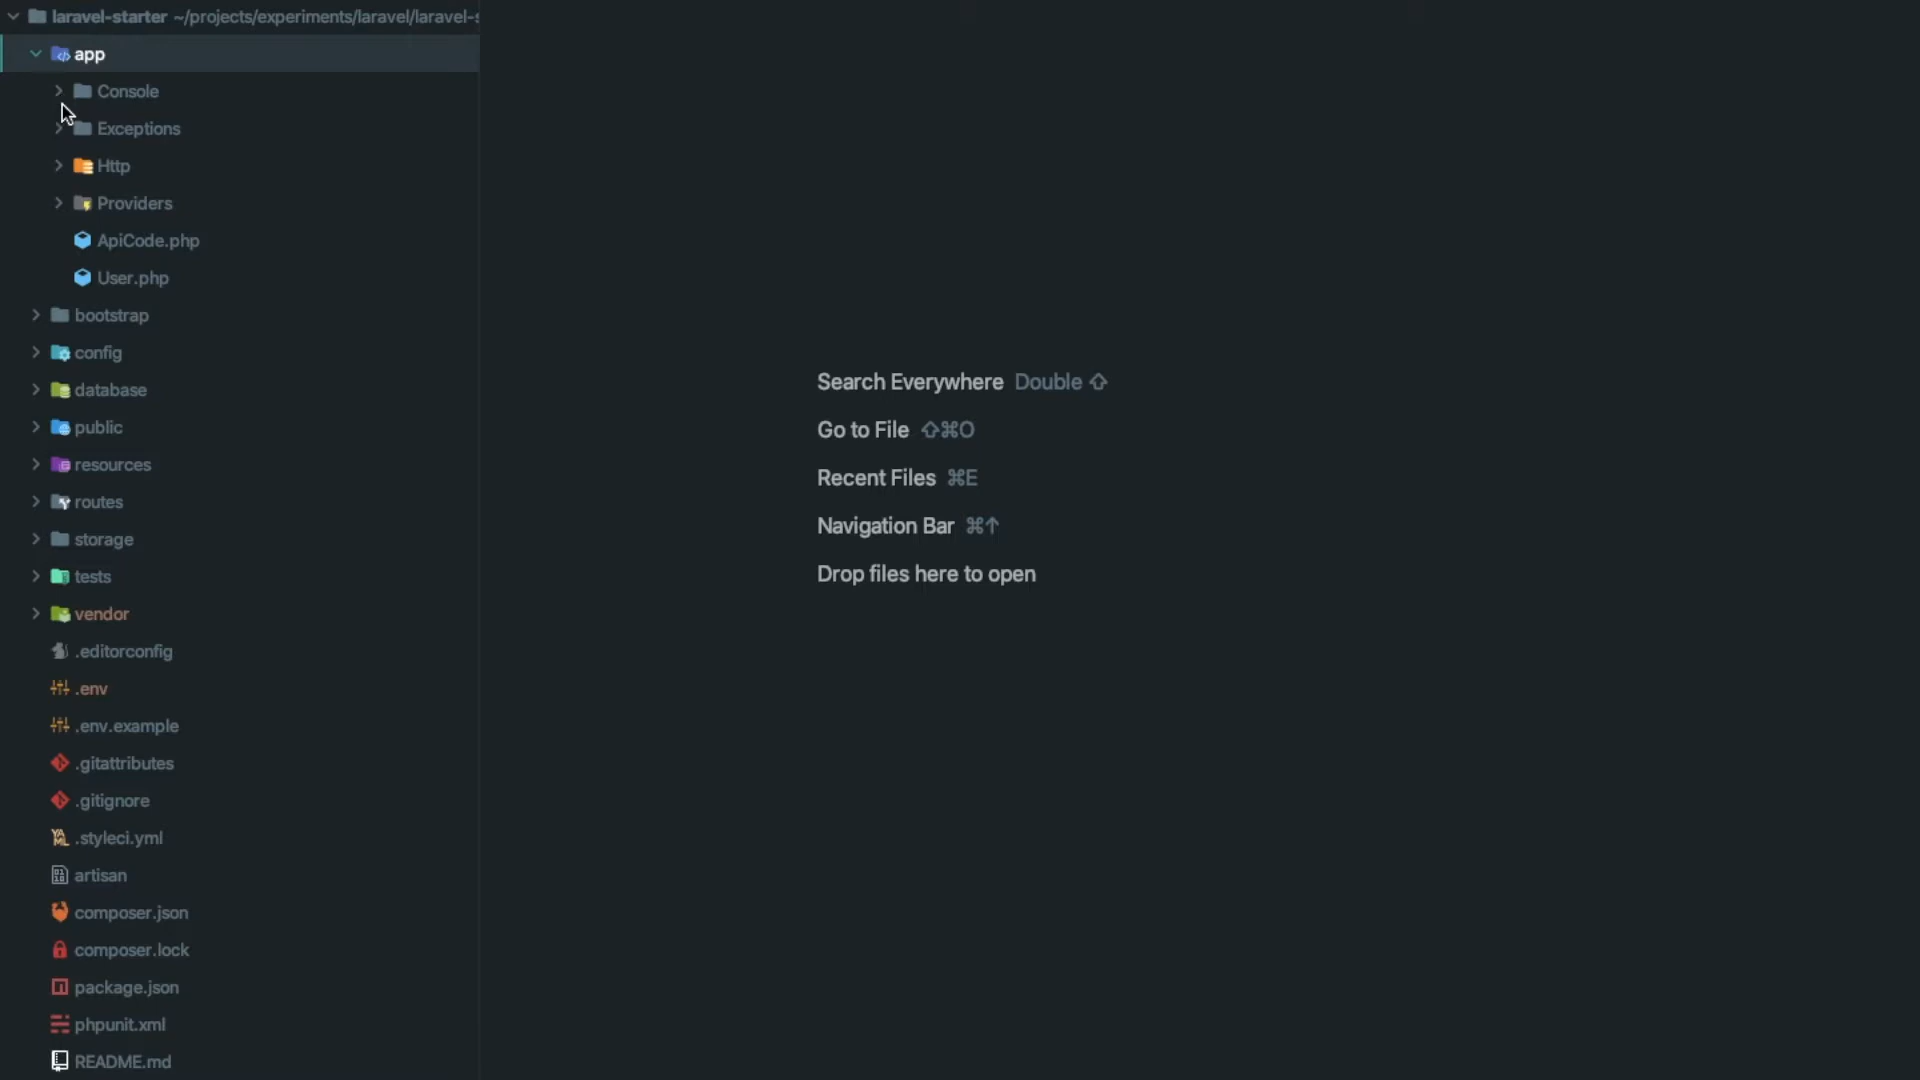 laravel-starter ~/projects/experiments/laravel/laravel-
app
Console
Exceptions
Http
Providers
ApiCode.php
User.php
bootstrap
config
database
public
resources
routes
storage
tests
vendor
.editorconfig
.env
.env.example
.gitattributes
.gitignore
.styleci.yml
artisan
composer.json
composer.lock
package.json
phpunit.xml
README.md
Search Everywhere Double ⇧
Go to File ⇧⌘O
Recent Files ⌘E
Navigation Bar ⌘↑
Drop files here to open